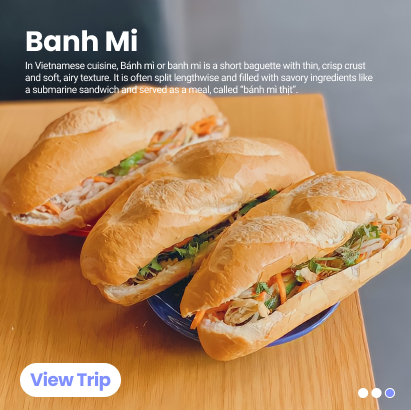 Banh Mi
In Vietnamese cuisine, Bánh mì or banh mi is a short baguette with thin, crisp crust
and soft, airy texture. It is often split lengthwise and filled with savory ingredients like
a submarine sandwich and served as a meal, called “bánh mì thịt”.
View Trip